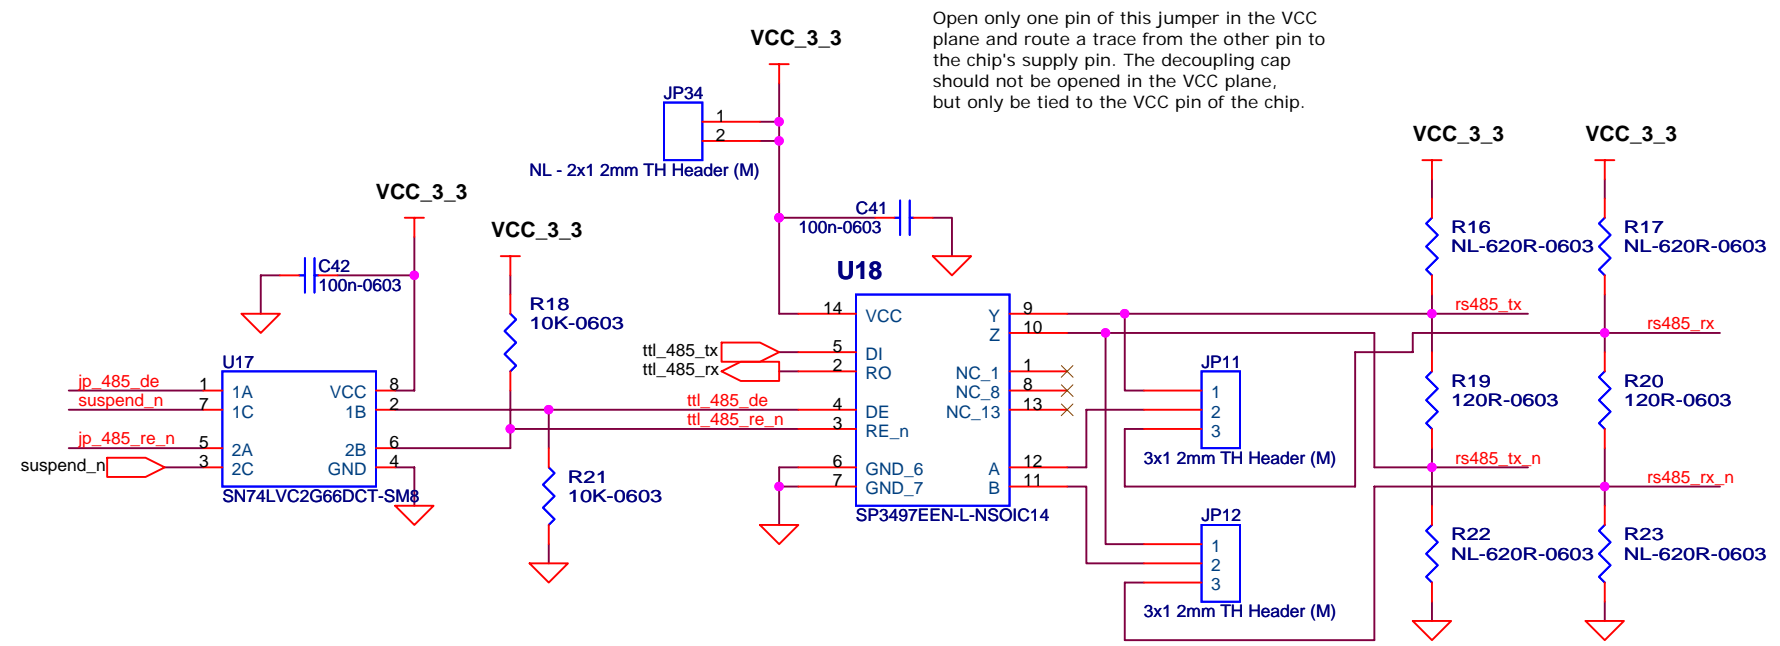 Open only one pin of this jumper in the VCC
plane and route a trace from the other pin to
the chip's supply pin. The decoupling cap
should not be opened in the VCC plane,
but only be tied to the VCC pin of the chip.
VCC_3_3
JP34
1
2
NL - 2x1 2mm TH Header (M)
VCC_3_3
VCC_3_3
VCC_3_3
VCC_3_3
C41
100n-0603
C42
100n-0603
R18
10K-0603
R16
NL-620R-0603
R17
NL-620R-0603
U18
14 VCC
5 DI
2 RO
4 DE
3 RE_n
6 GND_6
7 GND_7
Y 9
Z 10
NC_1 1
NC_8 8
NC_13 13
A 12
B 11
SP3497EEN-L-NSOIC14
ttl_485_tx
ttl_485_rx
ttl_485_de
ttl_485_re_n
U17
jp_485_de 1 1A
suspend_n 7 1C
jp_485_re_n 5 2A
suspend_n 3 2C
VCC 8
1B 2
2B 6
GND 4
SN74LVC2G66DCT-SM8
R21
10K-0603
rs485_tx
rs485_rx
JP11
1
2
3
3x1 2mm TH Header (M)
R19
120R-0603
R20
120R-0603
rs485_tx_n
rs485_rx_n
JP12
1
2
3
3x1 2mm TH Header (M)
R22
NL-620R-0603
R23
NL-620R-0603